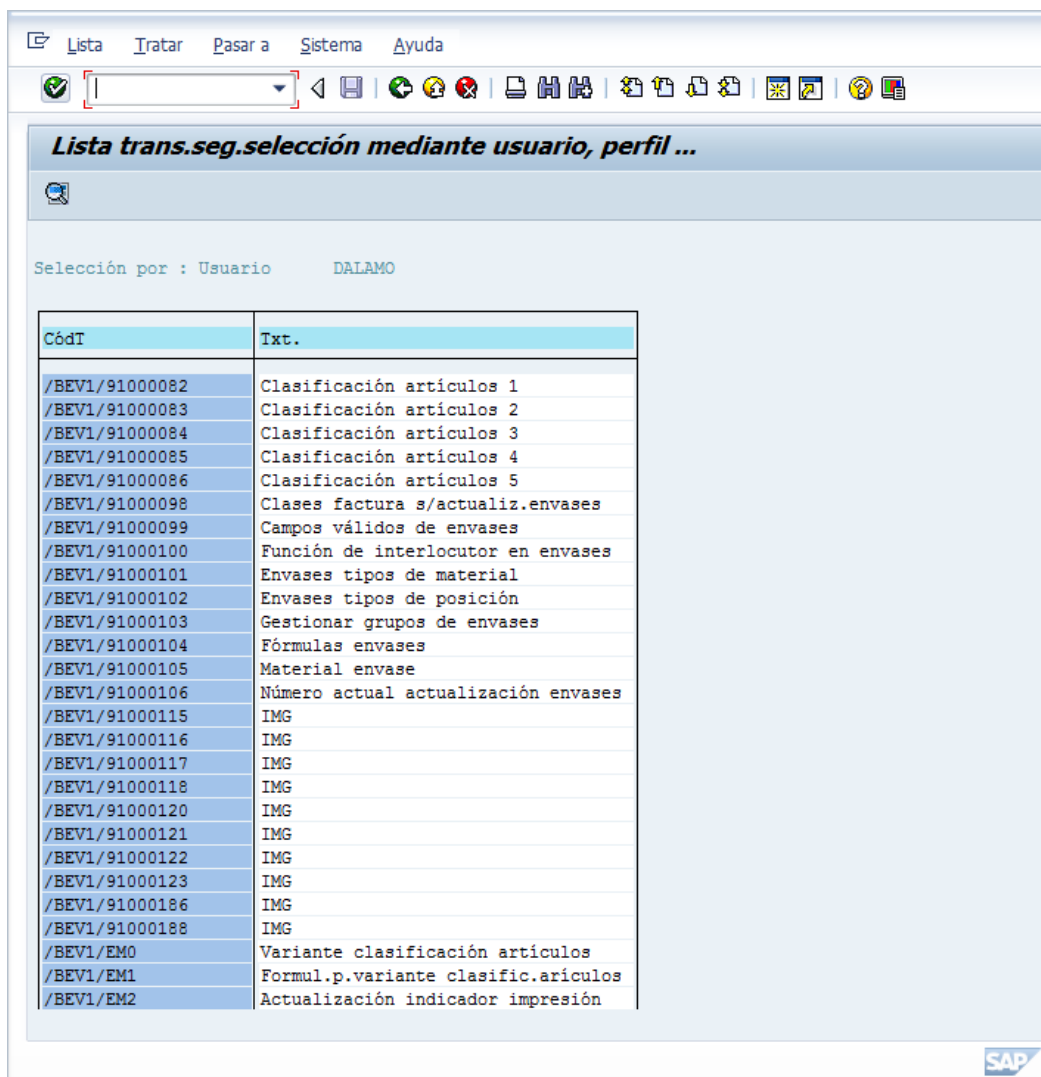 Lista Tratar Pasar a Sistema Ayuda
Lista trans.seg.selección mediante usuario, perfil ...
Selección por : Usuario DALAMO
CódT Txt.
/BEV1/91000082 Clasificación artículos 1
/BEV1/91000083 Clasificación artículos 2
/BEV1/91000084 Clasificación artículos 3
/BEV1/91000085 Clasificación artículos 4
/BEV1/91000086 Clasificación artículos 5
/BEV1/91000098 Clases factura s/actualiz.envases
/BEV1/91000099 Campos válidos de envases
/BEV1/91000100 Función de interlocutor en envases
/BEV1/91000101 Envases tipos de material
/BEV1/91000102 Envases tipos de posición
/BEV1/91000103 Gestionar grupos de envases
/BEV1/91000104 Fórmulas envases
/BEV1/91000105 Material envase
/BEV1/91000106 Número actual actualización envases
/BEV1/91000115 IMG
/BEV1/91000116 IMG
/BEV1/91000117 IMG
/BEV1/91000118 IMG
/BEV1/91000120 IMG
/BEV1/91000121 IMG
/BEV1/91000122 IMG
/BEV1/91000123 IMG
/BEV1/91000186 IMG
/BEV1/91000188 IMG
/BEV1/EM0 Variante clasificación artículos
/BEV1/EM1 Formul.p.variante clasific.arículos
/BEV1/EM2 Actualización indicador impresión
SAP